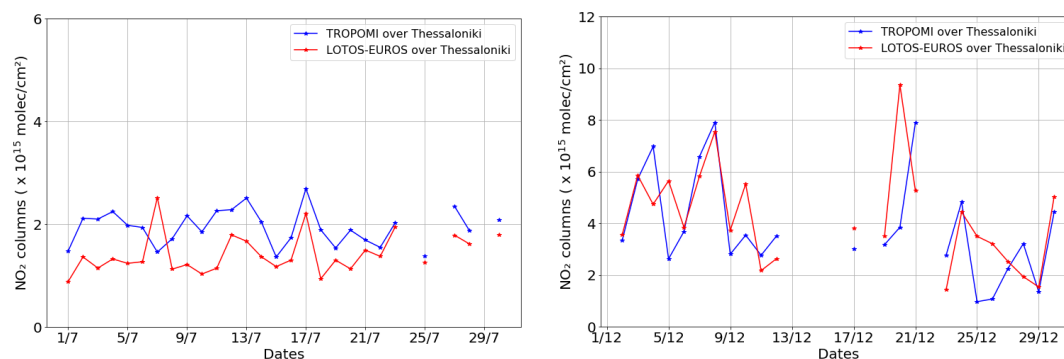 6
4
2
0
NO₂ columns ( x 10¹⁵ molec/cm²)
TROPOMI over Thessaloniki
LOTOS-EUROS over Thessaloniki
1/7 5/7 9/7 13/7 17/7 21/7 25/7 29/7
Dates
12
10
8
6
4
2
0
NO₂ columns ( x 10¹⁵ molec/cm²)
TROPOMI over Thessaloniki
LOTOS-EUROS over Thessaloniki
1/12 5/12 9/12 13/12 17/12 21/12 25/12 29/12
Dates